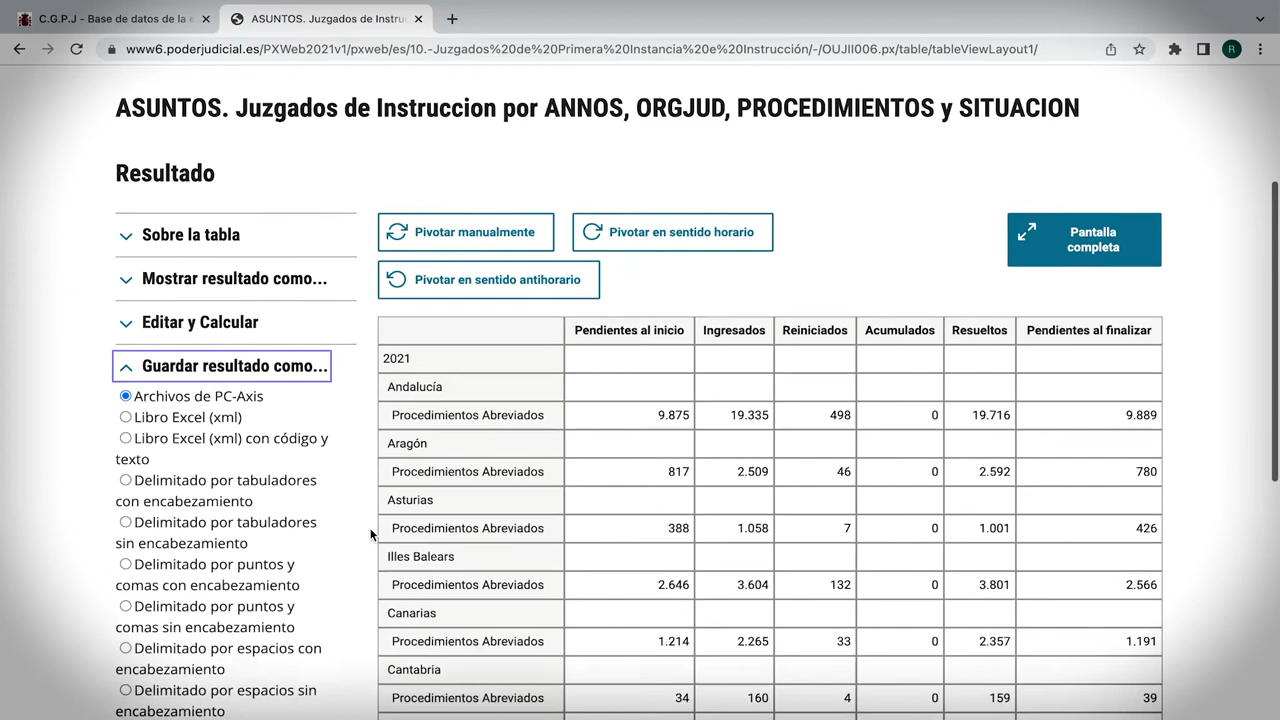 C.G.P.J - Base de datos de la e
ASUNTOS. Juzgados de Instru
www6.poderjudicial.es/PXWeb2021v1/pxweb/es/10.-Juzgados%20de%20Primera%20Instancia%20e%20Instrucción/-/OUJII006.px/table/tableViewLayout1/
R
ASUNTOS. Juzgados de Instruccion por ANNOS, ORGJUD, PROCEDIMIENTOS y SITUACION
Resultado
Sobre la tabla
Mostrar resultado como...
Editar y Calcular
Guardar resultado como...
Archivos de PC-Axis
Libro Excel (xml)
Libro Excel (xml) con código y
texto
Delimitado por tabuladores
con encabezamiento
Delimitado por tabuladores
sin encabezamiento
Delimitado por puntos y
comas con encabezamiento
Delimitado por puntos y
comas sin encabezamiento
Delimitado por espacios con
encabezamiento
Delimitado por espacios sin
encabezamiento
Pivotar manualmente
Pivotar en sentido horario
Pivotar en sentido antihorario
Pantalla
completa
Pendientes al inicio Ingresados Reiniciados Acumulados Resueltos Pendientes al finalizar
2021
Andalucía
Procedimientos Abreviados 9.875 19.335 498 0 19.716 9.889
Aragón
Procedimientos Abreviados 817 2.509 46 0 2.592 780
Asturias
Procedimientos Abreviados 388 1.058 7 0 1.001 426
Illes Balears
Procedimientos Abreviados 2.646 3.604 132 0 3.801 2.566
Canarias
Procedimientos Abreviados 1.214 2.265 33 0 2.357 1.191
Cantabria
Procedimientos Abreviados 34 160 4 0 159 39